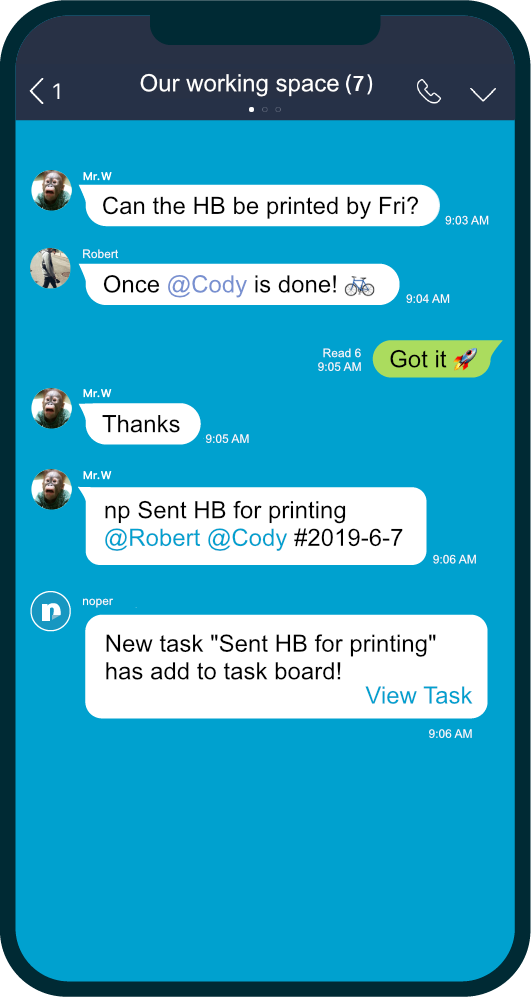 1
Our working space (7)
Mr.W
Can the HB be printed by Fri?
9:03 AM
Robert
Once @Cody is done! 🚲
9:04 AM
Read 6
9:05 AM
Got it 🚀
Mr.W
Thanks
9:05 AM
Mr.W
np Sent HB for printing
@Robert @Cody #2019-6-7
9:06 AM
n
noper
New task "Sent HB for printing"
has add to task board!
View Task
9:06 AM